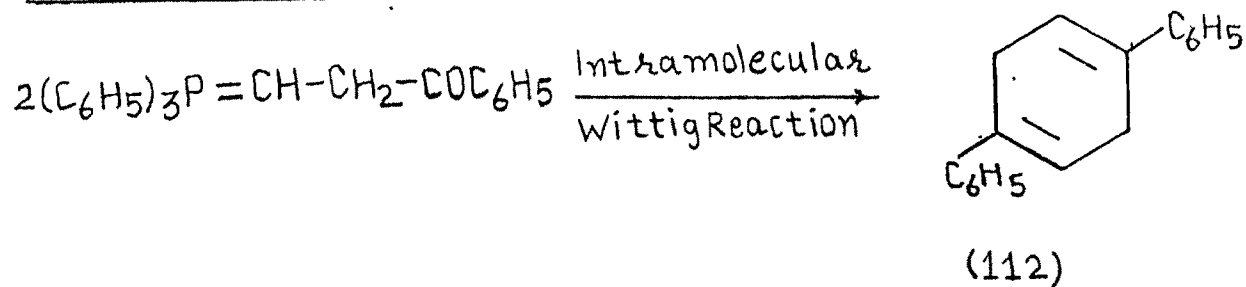 2(C₆H₅)₃P=CH-CH₂-COC₆H₅
Intramolecular
Wittig Reaction
C₆H₅
C₆H₅
(112)